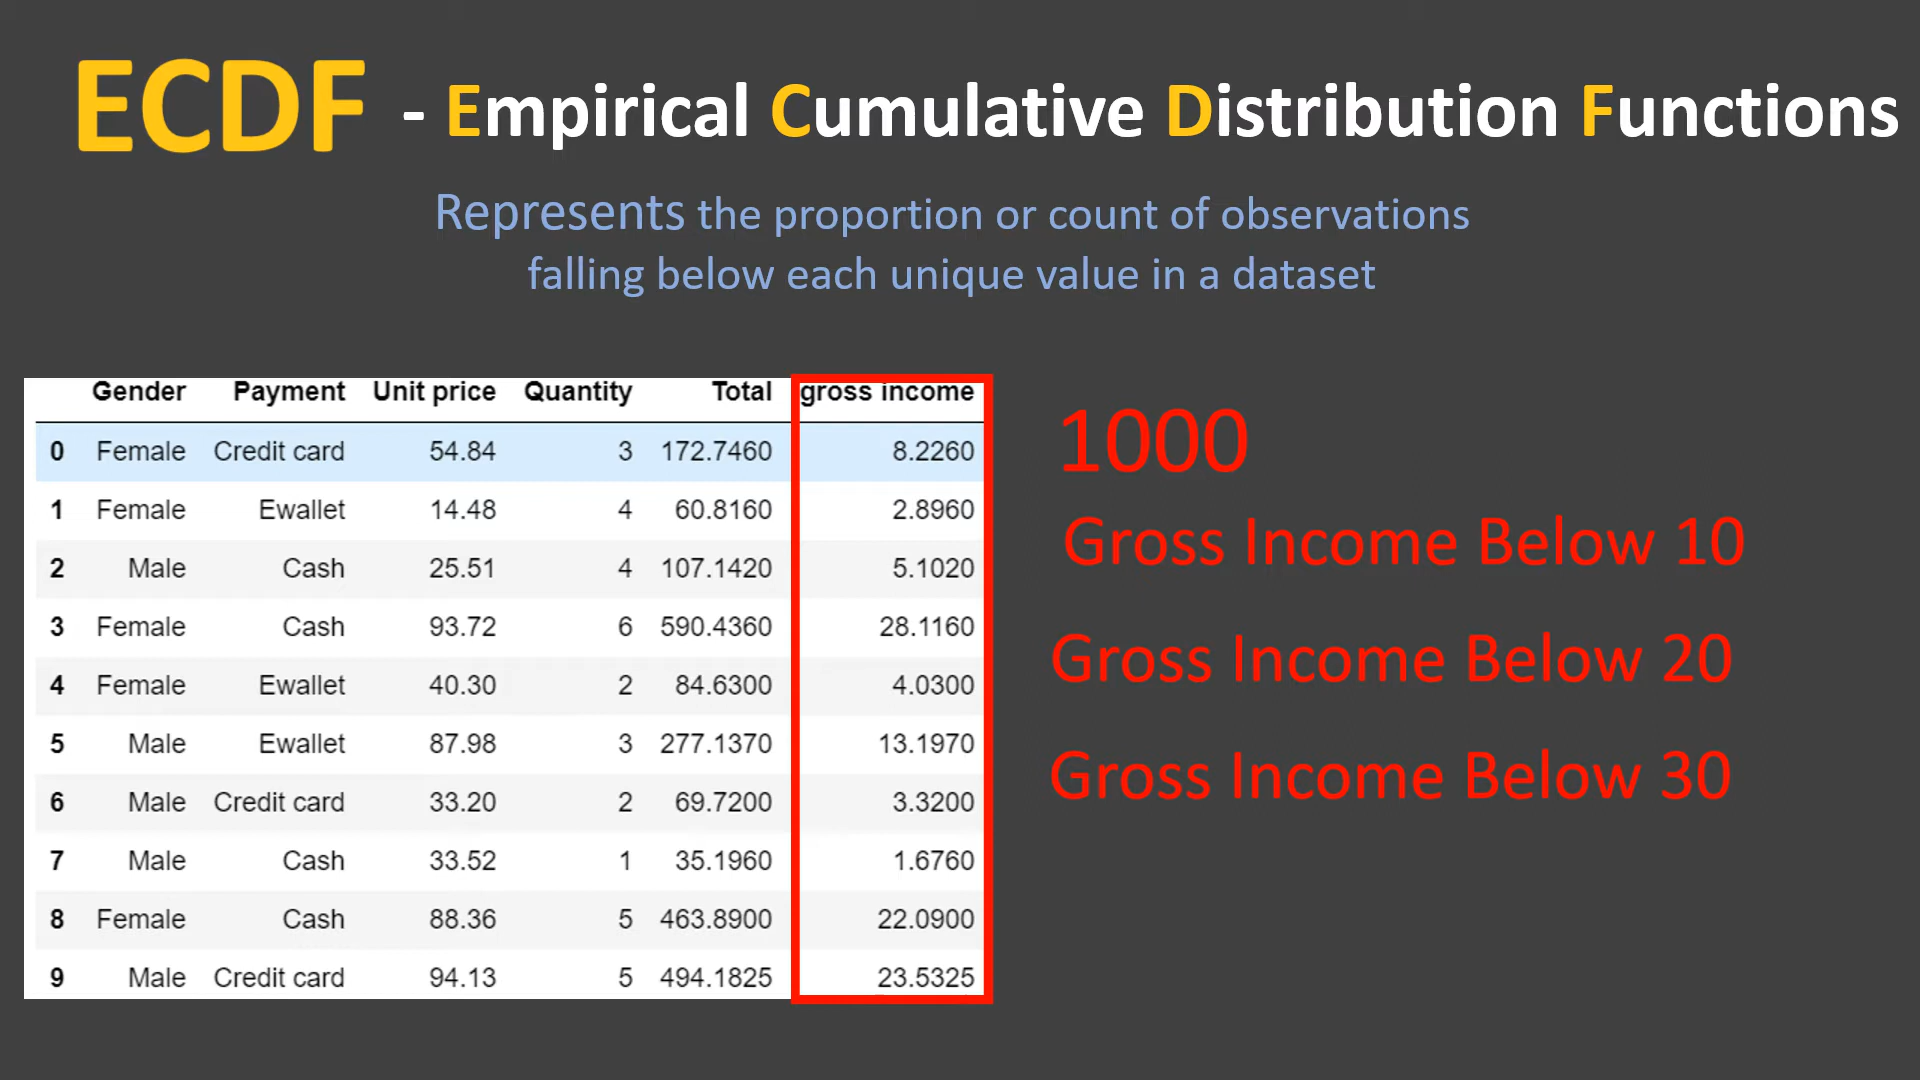 ECDF - Empirical Cumulative Distribution Functions
Represents the proportion or count of observations
falling below each unique value in a dataset
Gender Payment Unit price Quantity Total gross income
0 Female Credit card 54.84 3 172.7460 8.2260
1 Female Ewallet 14.48 4 60.8160 2.8960
2 Male Cash 25.51 4 107.1420 5.1020
3 Female Cash 93.72 6 590.4360 28.1160
4 Female Ewallet 40.30 2 84.6300 4.0300
5 Male Ewallet 87.98 3 277.1370 13.1970
6 Male Credit card 33.20 2 69.7200 3.3200
7 Male Cash 33.52 1 35.1960 1.6760
8 Female Cash 88.36 5 463.8900 22.0900
9 Male Credit card 94.13 5 494.1825 23.5325
1000
Gross Income Below 10
Gross Income Below 20
Gross Income Below 30